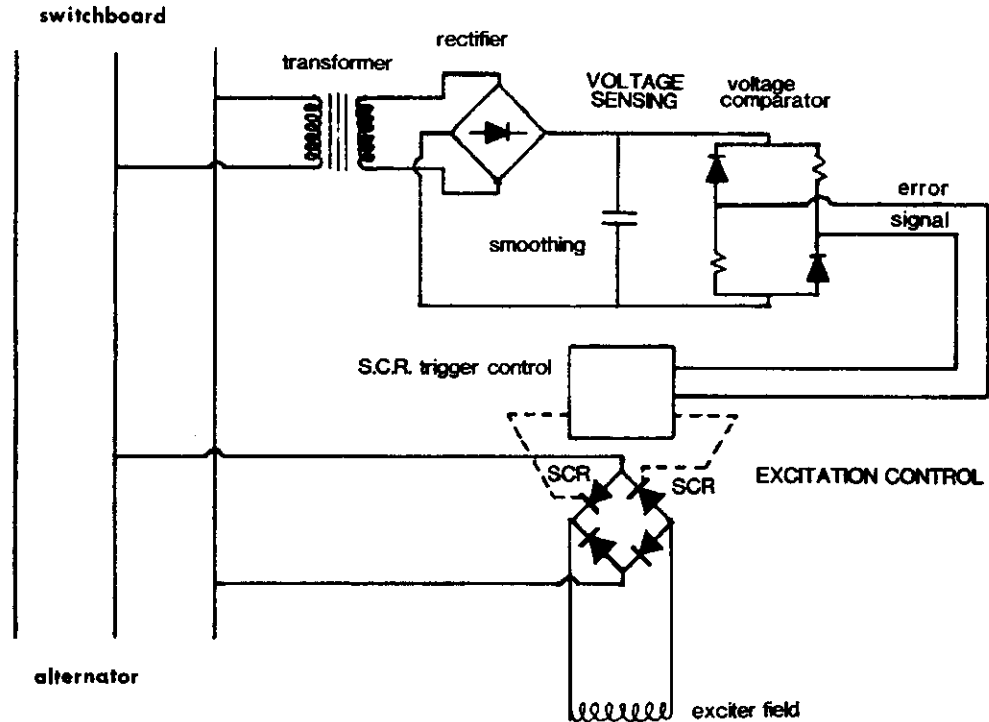 switchboard
rectifier
transformer
VOLTAGE
SENSING
voltage
comparator
error
signal
smoothing
S.C.R. trigger control
SCR
SCR
EXCITATION CONTROL
alternator
exciter field